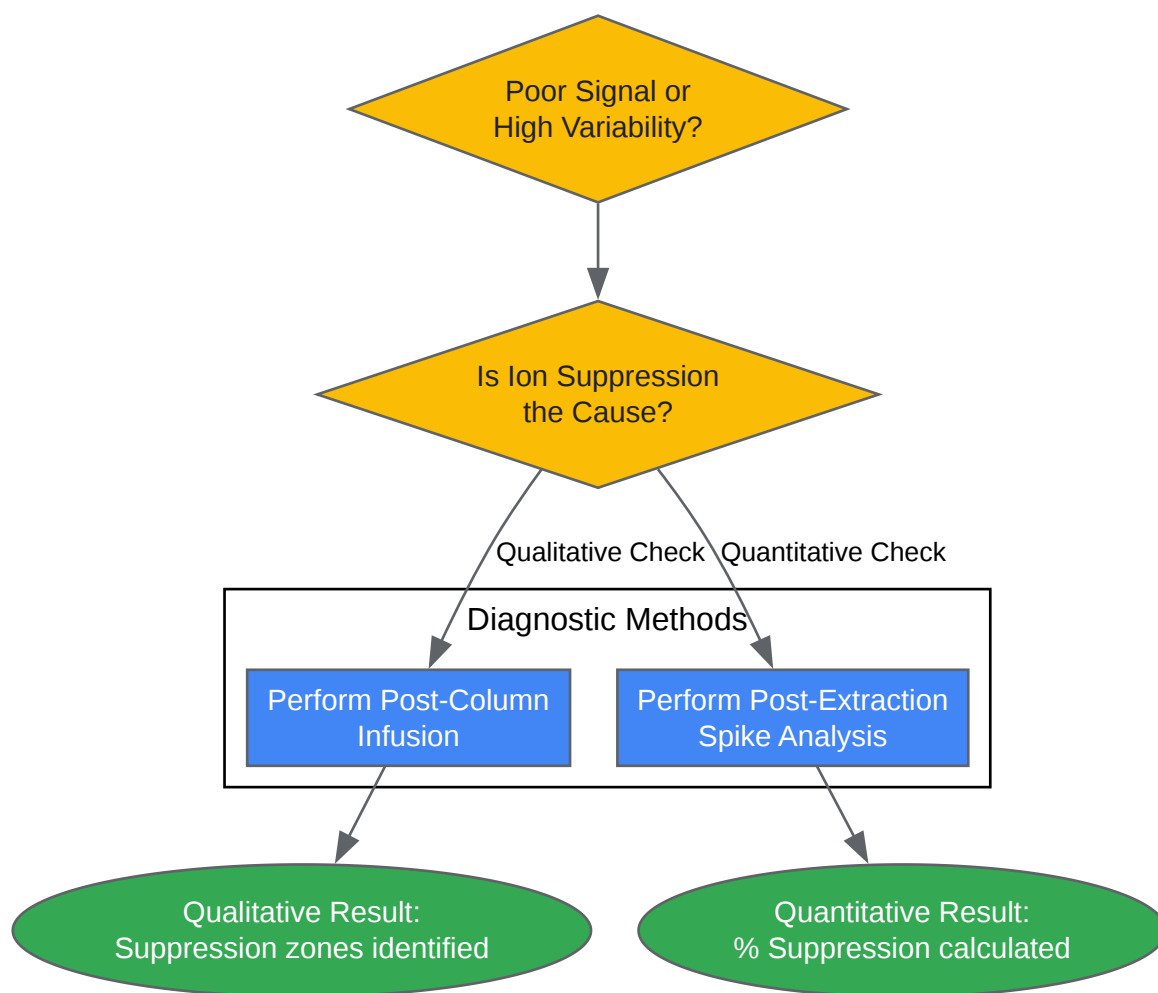 Poor Signal or
High Variability?
Is Ion Suppression
the Cause?
Qualitative Check
Quantitative Check
Diagnostic Methods
Perform Post-Column
Infusion
Perform Post-Extraction
Spike Analysis
Qualitative Result:
Suppression zones identified
Quantitative Result:
% Suppression calculated